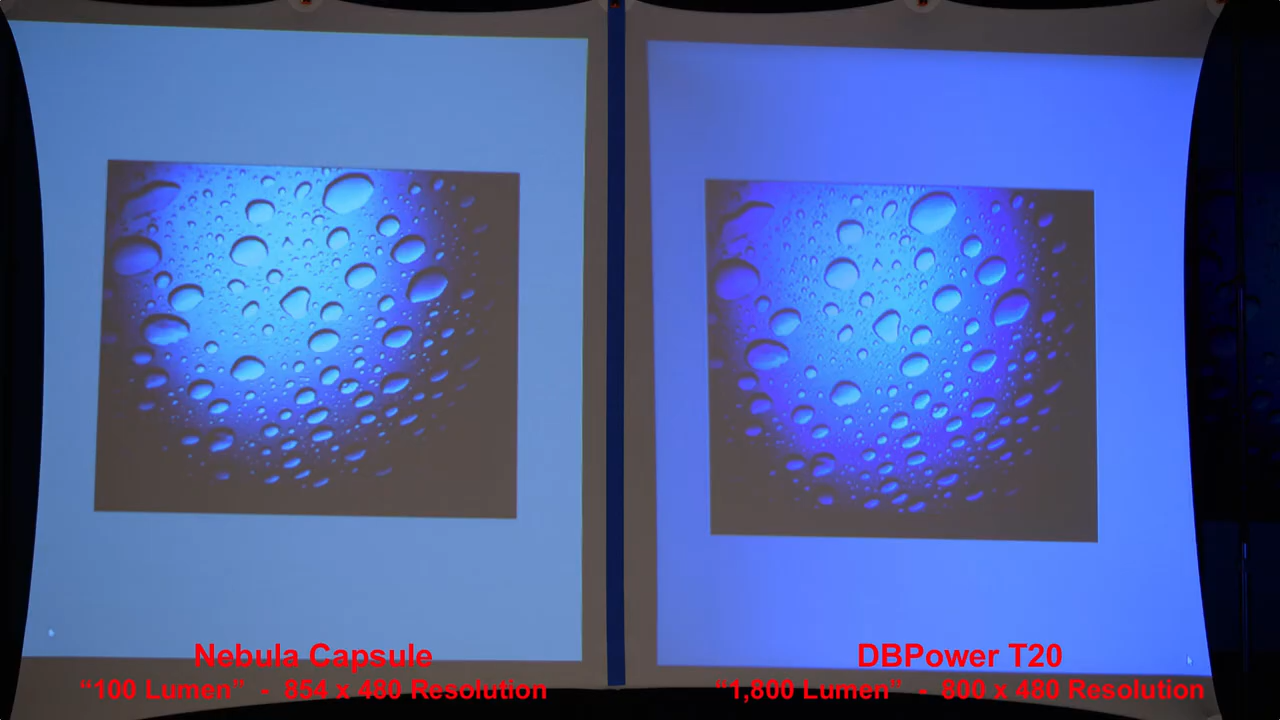 Nebula Capsule
“100 Lumen” - 854 x 480 Resolution
DBPower T20
“1,800 Lumen” - 800 x 480 Resolution